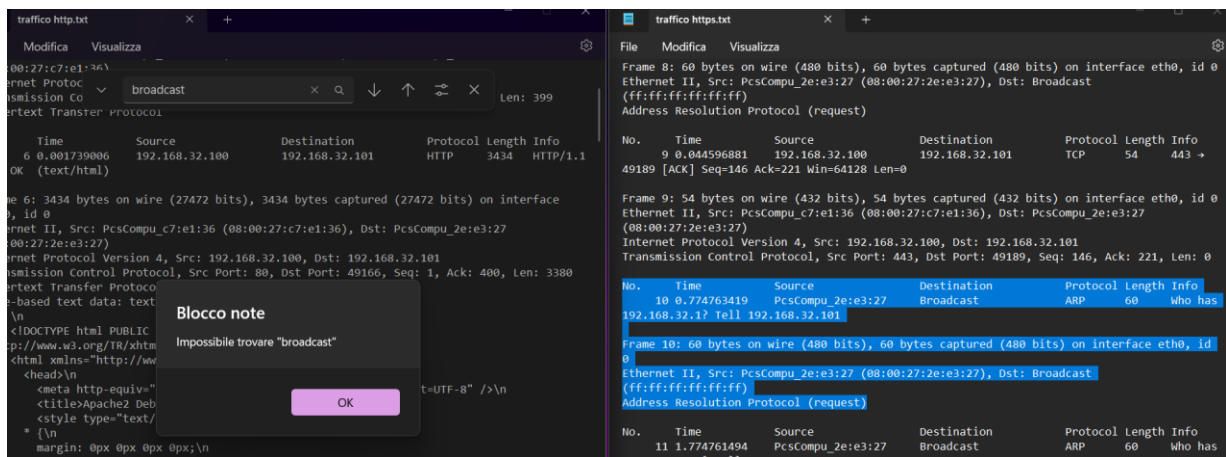 traffico http.txt
Modifica Visualizza
:00:27:c7:e1:36)
ernet Protoc
broadcast
nsmission Co
Len: 399
ertext Transfer Protocol
Time Source Destination Protocol Length Info
6 0.001739006 192.168.32.100 192.168.32.101 HTTP 3434 HTTP/1.1
OK (text/html)
me 6: 3434 bytes on wire (27472 bits), 3434 bytes captured (27472 bits) on interface
0, id 0
ernet II, Src: PcsCompu_c7:e1:36 (08:00:27:c7:e1:36), Dst: PcsCompu_2e:e3:27
:00:27:2e:e3:27)
ernet Protocol Version 4, Src: 192.168.32.100, Dst: 192.168.32.101
nsmission Control Protocol, Src Port: 80, Dst Port: 49166, Seq: 1, Ack: 400, Len: 3380
ertext Transfer Protoco
e-based text data: text
\n
<!DOCTYPE html PUBLIC
tp://www.w3.org/TR/xhtm
<html xmlns="http://ww
<head>\n
<meta http-equiv=" t=UTF-8" />\n
<title>Apache2 Deb
<style type="text/
* {\n
margin: 0px 0px 0px 0px;\n
Blocco note
Impossibile trovare "broadcast"
OK
traffico https.txt
File Modifica Visualizza
Frame 8: 60 bytes on wire (480 bits), 60 bytes captured (480 bits) on interface eth0, id 0
Ethernet II, Src: PcsCompu_2e:e3:27 (08:00:27:2e:e3:27), Dst: Broadcast
(ff:ff:ff:ff:ff:ff)
Address Resolution Protocol (request)
No. Time Source Destination Protocol Length Info
9 0.044596881 192.168.32.100 192.168.32.101 TCP 54 443 →
49189 [ACK] Seq=146 Ack=221 Win=64128 Len=0
Frame 9: 54 bytes on wire (432 bits), 54 bytes captured (432 bits) on interface eth0, id 0
Ethernet II, Src: PcsCompu_c7:e1:36 (08:00:27:c7:e1:36), Dst: PcsCompu_2e:e3:27
(08:00:27:2e:e3:27)
Internet Protocol Version 4, Src: 192.168.32.100, Dst: 192.168.32.101
Transmission Control Protocol, Src Port: 443, Dst Port: 49189, Seq: 146, Ack: 221, Len: 0
No. Time Source Destination Protocol Length Info
10 0.774763419 PcsCompu_2e:e3:27 Broadcast ARP 60 Who has
192.168.32.1? Tell 192.168.32.101
Frame 10: 60 bytes on wire (480 bits), 60 bytes captured (480 bits) on interface eth0, id
0
Ethernet II, Src: PcsCompu_2e:e3:27 (08:00:27:2e:e3:27), Dst: Broadcast
(ff:ff:ff:ff:ff:ff)
Address Resolution Protocol (request)
No. Time Source Destination Protocol Length Info
11 1.774761494 PcsCompu_2e:e3:27 Broadcast ARP 60 Who has